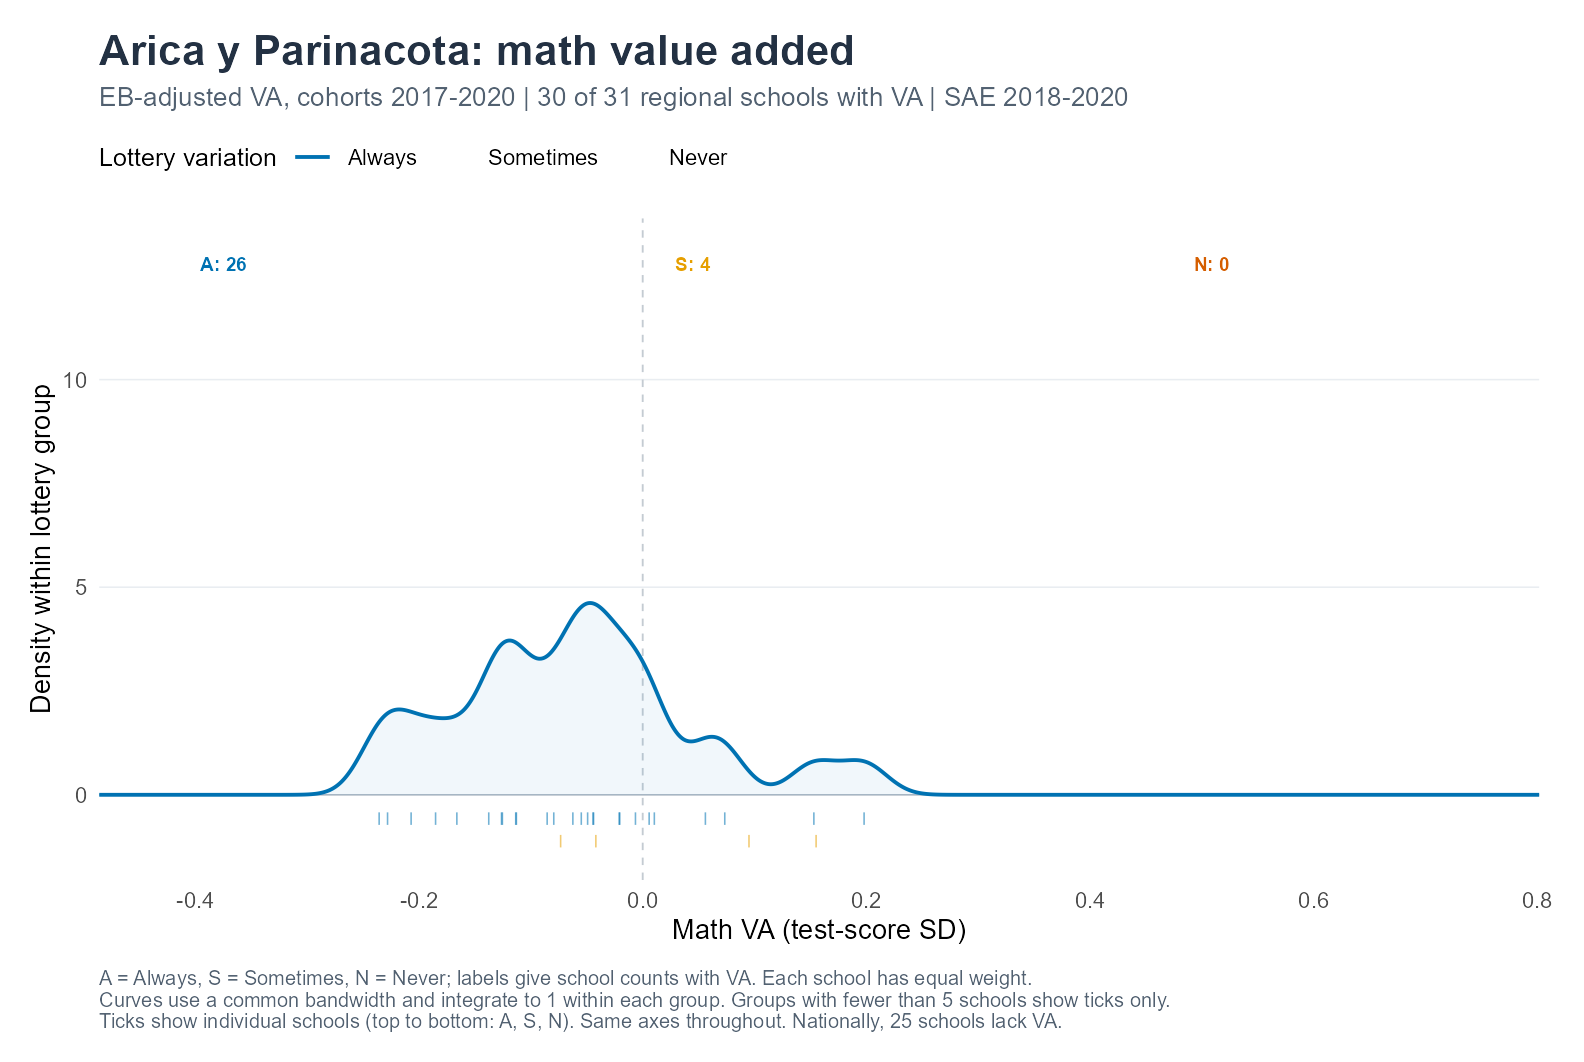 Arica y Parinacota: math value added
EB-adjusted VA, cohorts 2017-2020 | 30 of 31 regional schools with VA | SAE 2018-2020
Lottery variation Always Sometimes Never
A: 26 S: 4 N: 0
Density within lottery group
10
5
0
-0.4 -0.2 0.0 0.2 0.4 0.6 0.8
Math VA (test-score SD)
A = Always, S = Sometimes, N = Never; labels give school counts with VA. Each school has equal weight.
Curves use a common bandwidth and integrate to 1 within each group. Groups with fewer than 5 schools show ticks only.
Ticks show individual schools (top to bottom: A, S, N). Same axes throughout. Nationally, 25 schools lack VA.